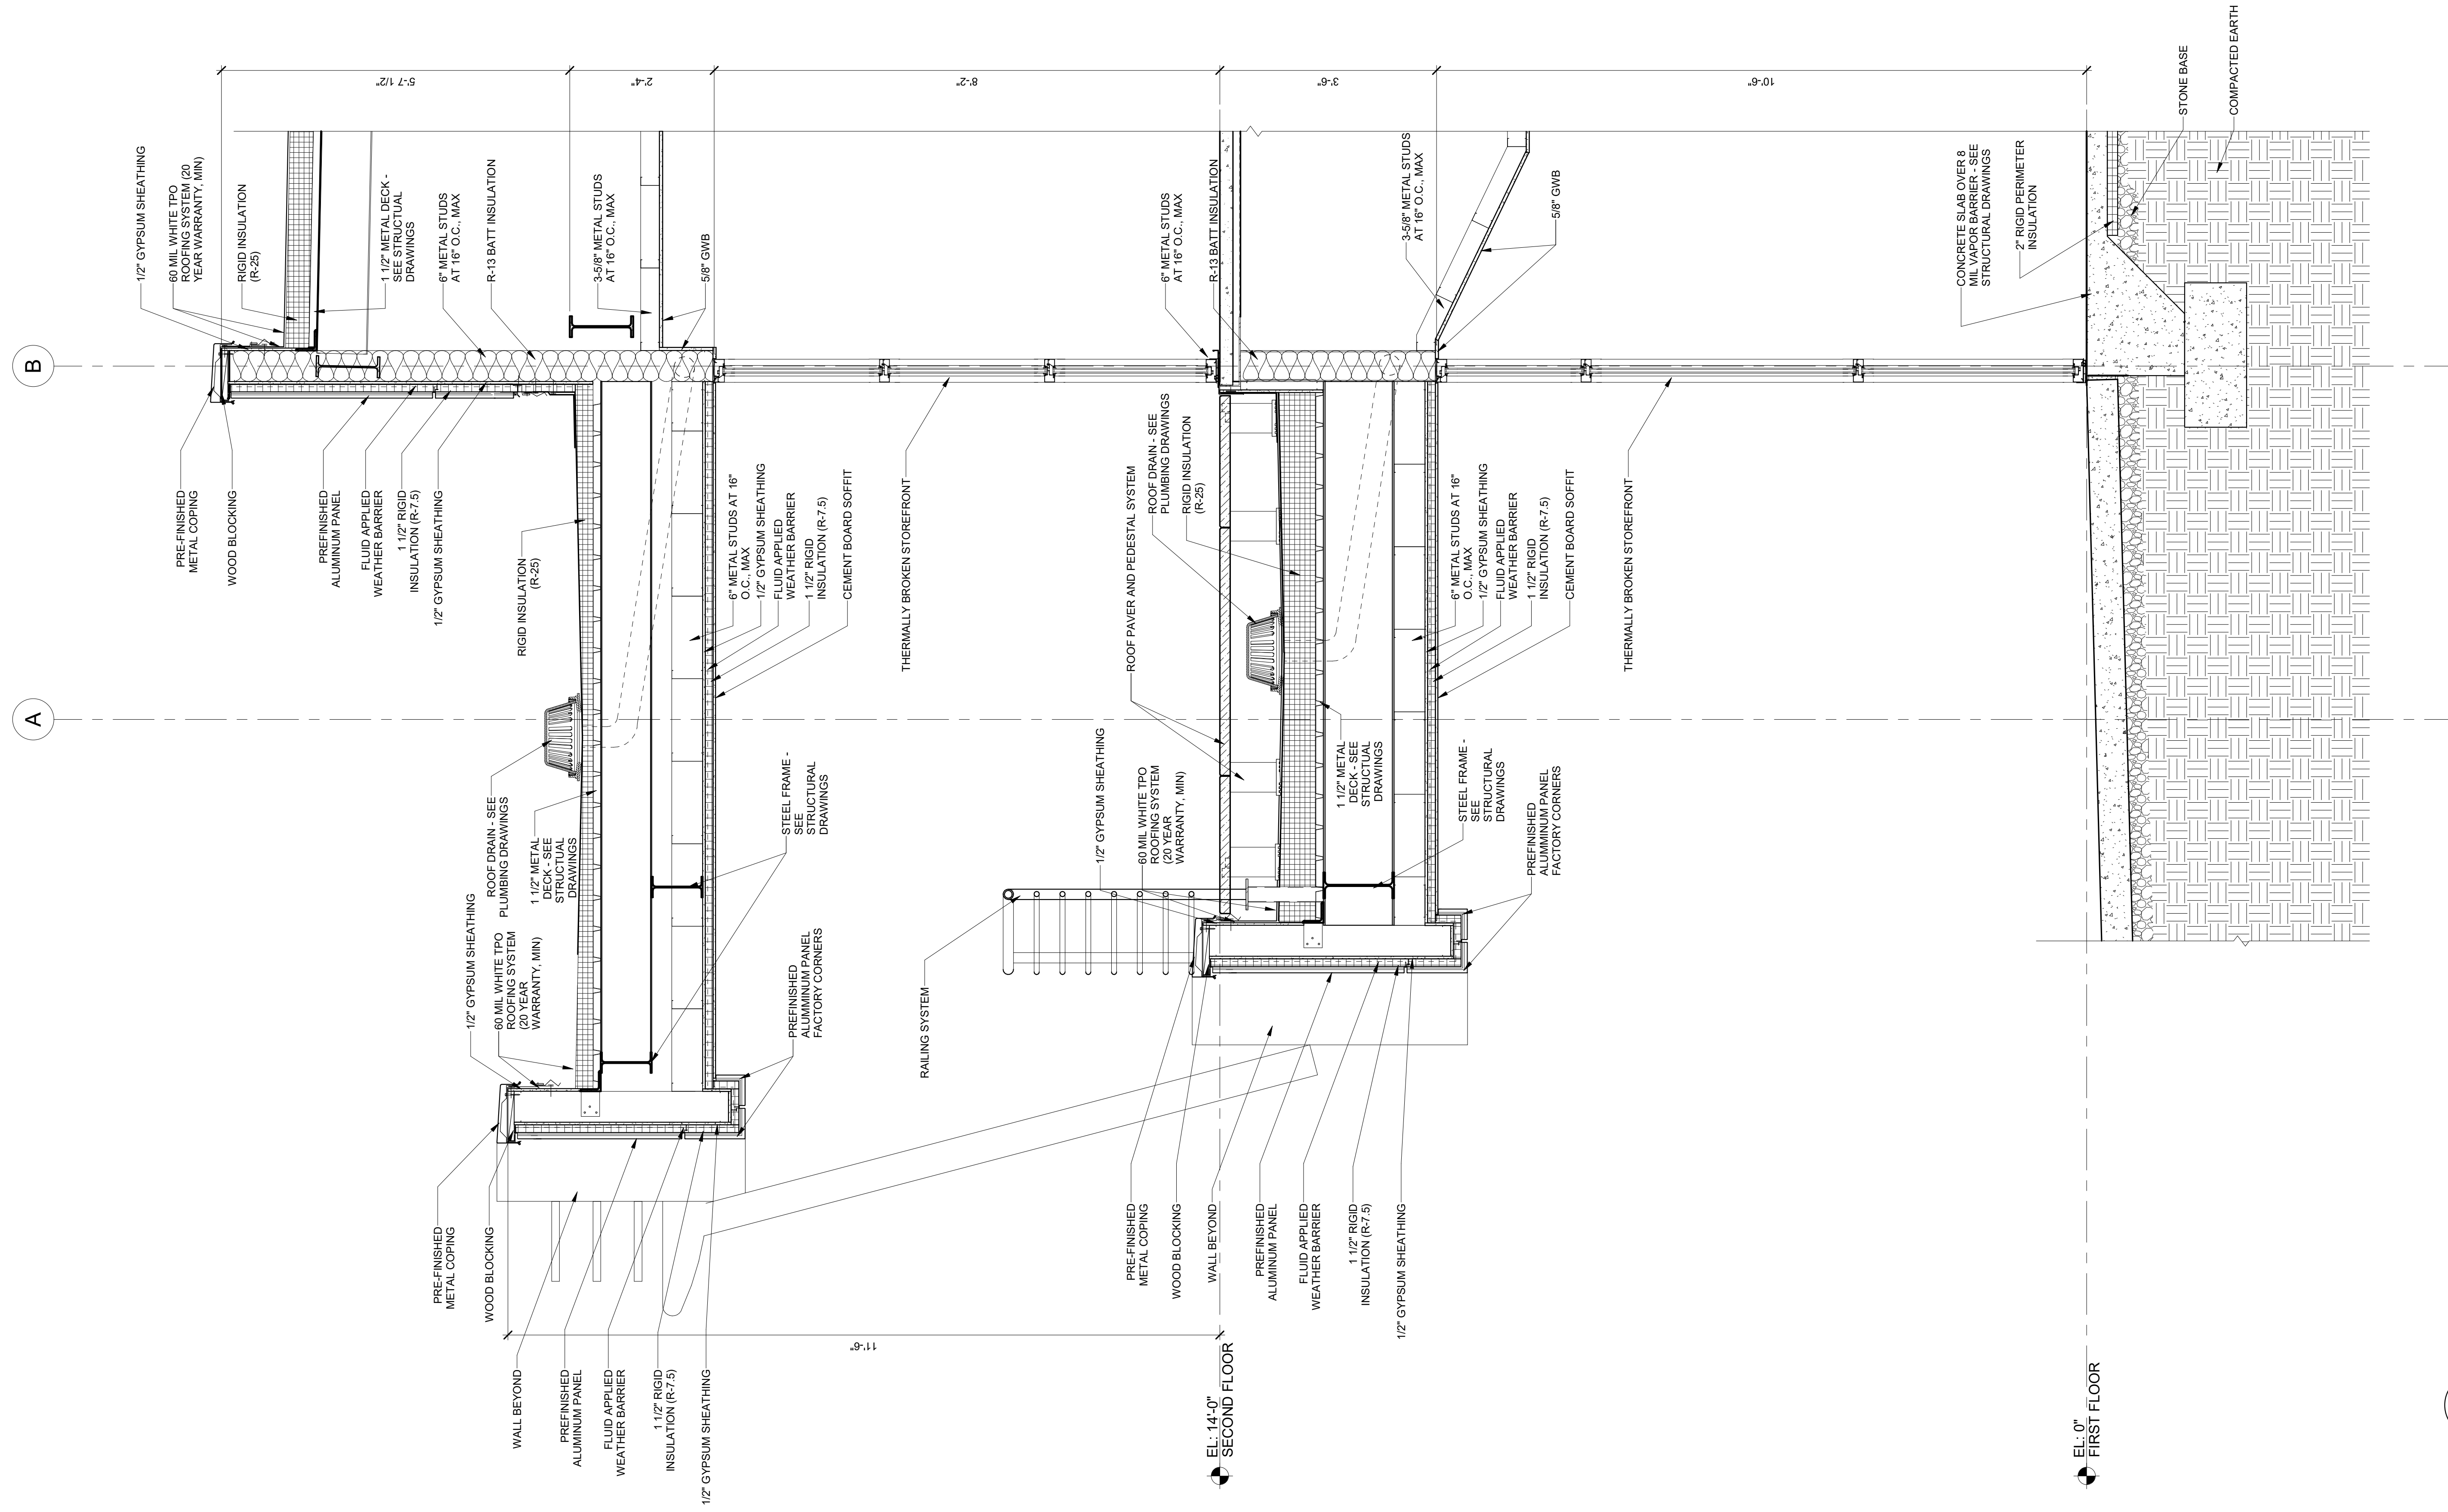 B
A
5'-7 1/2"
2'-4"
8'-2"
3'-6"
10'-6"
11'-6"
1/2" GYPSUM SHEATHING
60 MIL WHITE TPO
ROOFING SYSTEM (20
YEAR WARRANTY, MIN)
RIGID INSULATION
(R-25)
1 1/2" METAL DECK -
SEE STRUCTUAL
DRAWINGS
6" METAL STUDS
AT 16" O.C., MAX
R-13 BATT INSULATION
3-5/8" METAL STUDS
AT 16" O.C., MAX
5/8" GWB
6" METAL STUDS
AT 16" O.C., MAX
R-13 BATT INSULATION
3-5/8" METAL STUDS
AT 16" O.C., MAX
5/8" GWB
CONCRETE SLAB OVER 8
MIL VAPOR BARRIER - SEE
STRUCTURAL DRAWINGS
2" RIGID PERIMETER
INSULATION
STONE BASE
COMPACTED EARTH
PRE-FINISHED
METAL COPING
WOOD BLOCKING
PREFINISHED
ALUMINUM PANEL
FLUID APPLIED
WEATHER BARRIER
1 1/2" RIGID
INSULATION (R-7.5)
1/2" GYPSUM SHEATHING
RIGID INSULATION
(R-25)
6" METAL STUDS AT 16"
O.C., MAX
1/2" GYPSUM SHEATHING
FLUID APPLIED
WEATHER BARRIER
1 1/2" RIGID
INSULATION (R-7.5)
CEMENT BOARD SOFFIT
THERMALLY BROKEN STOREFRONT
ROOF PAVER AND PEDESTAL SYSTEM
ROOF DRAIN - SEE
PLUMBING DRAWINGS
RIGID INSULATION
(R-25)
6" METAL STUDS AT 16"
O.C., MAX
1/2" GYPSUM SHEATHING
FLUID APPLIED
WEATHER BARRIER
1 1/2" RIGID
INSULATION (R-7.5)
CEMENT BOARD SOFFIT
THERMALLY BROKEN STOREFRONT
1/2" GYPSUM SHEATHING
60 MIL WHITE TPO
ROOFING SYSTEM
(20 YEAR
WARRANTY, MIN)
ROOF DRAIN - SEE
PLUMBING DRAWINGS
1 1/2" METAL
DECK - SEE
STRUCTUAL
DRAWINGS
STEEL FRAME -
SEE
STRUCTURAL
DRAWINGS
PREFINISHED
ALUMMINUM PANEL
FACTORY CORNERS
RAILING SYSTEM
1/2" GYPSUM SHEATHING
60 MIL WHITE TPO
ROOFING SYSTEM
(20 YEAR
WARRANTY, MIN)
1 1/2" METAL
DECK - SEE
STRUCTUAL
DRAWINGS
STEEL FRAME -
SEE
STRUCTURAL
DRAWINGS
PREFINISHED
ALUMMINUM PANEL
FACTORY CORNERS
PRE-FINISHED
METAL COPING
WOOD BLOCKING
WALL BEYOND
PREFINISHED
ALUMINUM PANEL
FLUID APPLIED
WEATHER BARRIER
1 1/2" RIGID
INSULATION (R-7.5)
1/2" GYPSUM SHEATHING
PRE-FINISHED
METAL COPING
WOOD BLOCKING
WALL BEYOND
PREFINISHED
ALUMINUM PANEL
FLUID APPLIED
WEATHER BARRIER
1 1/2" RIGID
INSULATION (R-7.5)
1/2" GYPSUM SHEATHING
EL: 14'-0"
SECOND FLOOR
EL: 0"
FIRST FLOOR